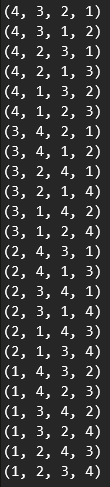 (4, 3, 2, 1)
(4, 3, 1, 2)
(4, 2, 3, 1)
(4, 2, 1, 3)
(4, 1, 3, 2)
(4, 1, 2, 3)
(3, 4, 2, 1)
(3, 4, 1, 2)
(3, 2, 4, 1)
(3, 2, 1, 4)
(3, 1, 4, 2)
(3, 1, 2, 4)
(2, 4, 3, 1)
(2, 4, 1, 3)
(2, 3, 4, 1)
(2, 3, 1, 4)
(2, 1, 4, 3)
(2, 1, 3, 4)
(1, 4, 3, 2)
(1, 4, 2, 3)
(1, 3, 4, 2)
(1, 3, 2, 4)
(1, 2, 4, 3)
(1, 2, 3, 4)